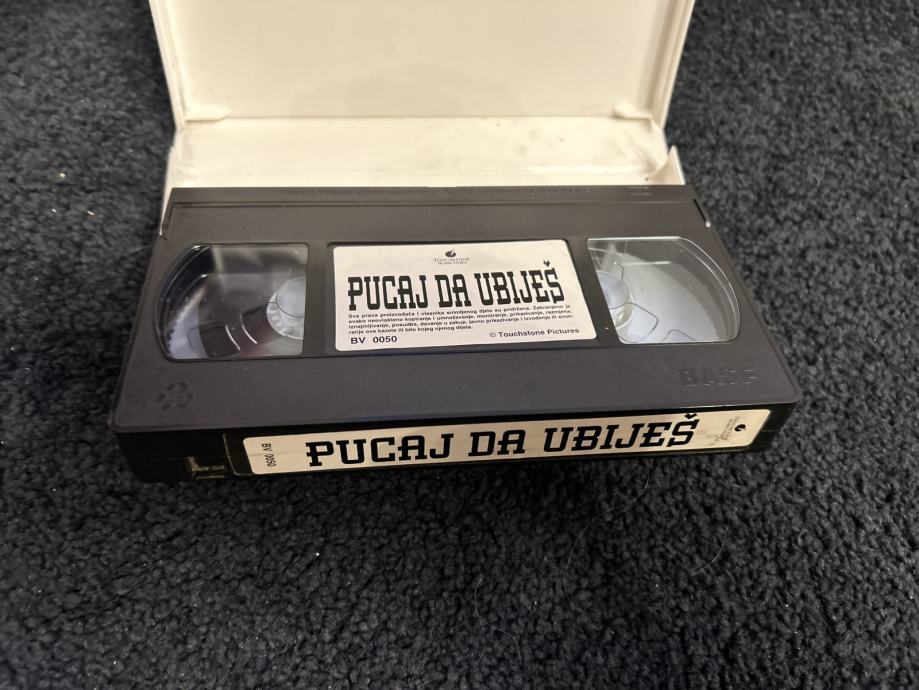 TOUCHSTONE
HOME VIDEO
PUCAJ DA UBIJEŠ
Sva prava proizvođača i vlasnika snimljenog djela su pridržana. Zabranjeno je
svako neovlašteno kopiranje i umnožavanje, montiranje, prikazivanje, razmjena,
iznajmljivanje, posudba, davanje u zakup, javno prikazivanje i izvođenje ili emiti-
ranje ove kazete ili bilo kojeg njenog dijela.
BV 0050 © Touchstone Pictures
BASF
BV 0050
PUCAJ DA UBIJEŠ